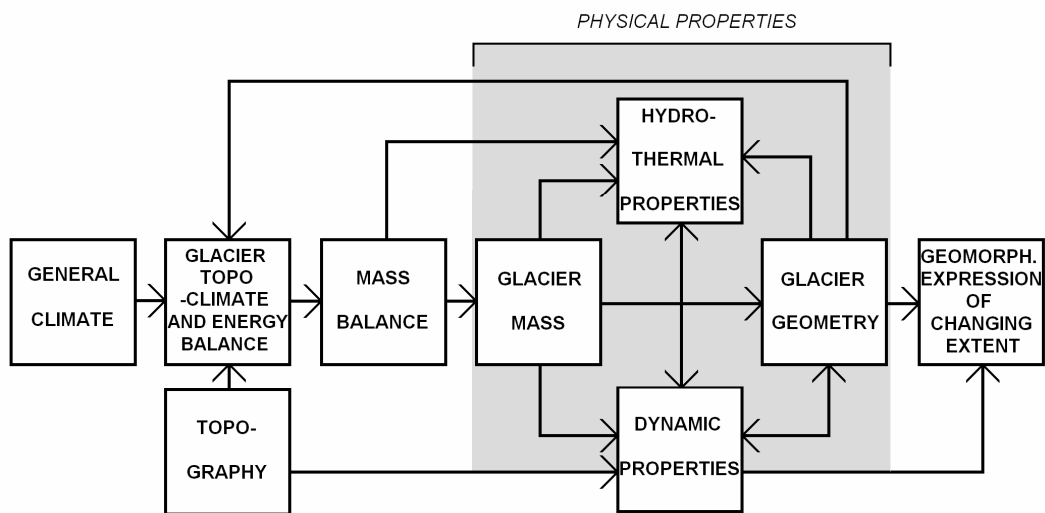 PHYSICAL PROPERTIES
HYDRO-
THERMAL
PROPERTIES
GENERAL
CLIMATE
GLACIER
TOPO
-CLIMATE
AND ENERGY
BALANCE
MASS
BALANCE
GLACIER
MASS
GLACIER
GEOMETRY
GEOMORPH.
EXPRESSION
OF
CHANGING
EXTENT
TOPO-
GRAPHY
DYNAMIC
PROPERTIES